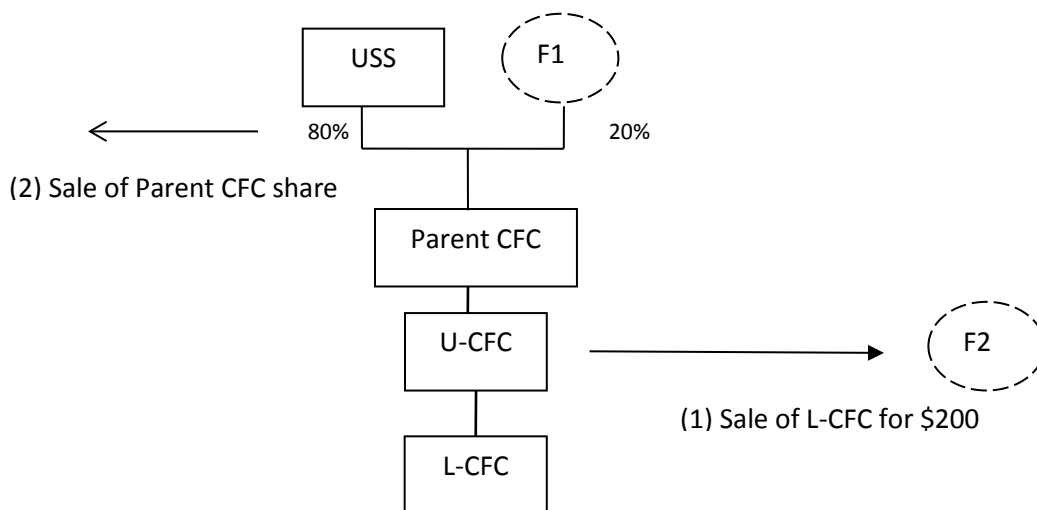 USS
F1
80%
20%
(2) Sale of Parent CFC share
Parent CFC
U-CFC
F2
(1) Sale of L-CFC for $200
L-CFC